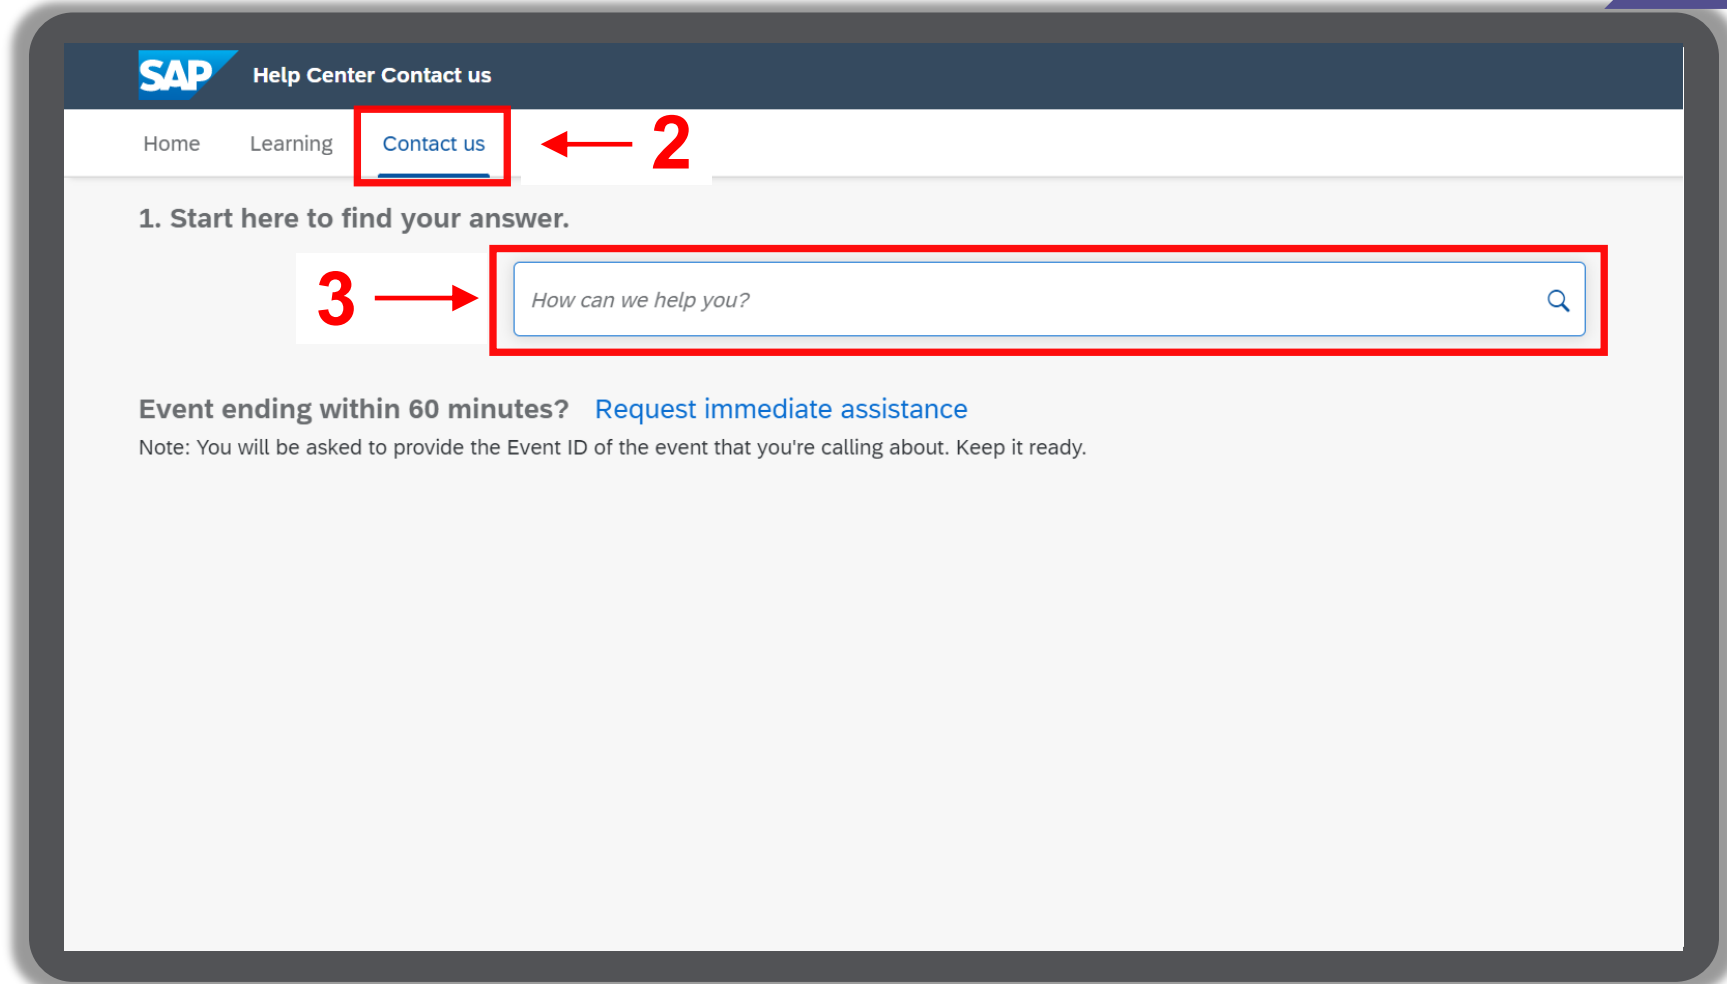 SAP
Help Center Contact us
Home Learning Contact us
2
1. Start here to find your answer.
3
How can we help you?
Event ending within 60 minutes? Request immediate assistance
Note: You will be asked to provide the Event ID of the event that you're calling about. Keep it ready.